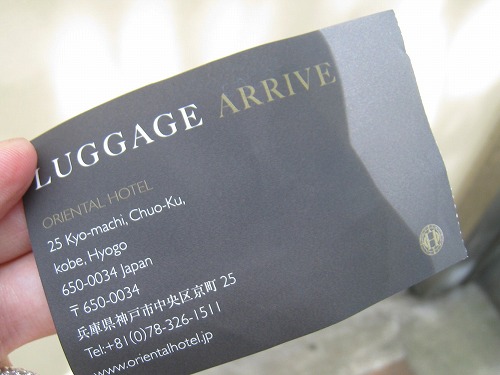 LUGGAGE ARRIVE
ORIENTAL HOTEL
25 Kyo-machi, Chuo-Ku,
kobe, Hyogo
650-0034 Japan
〒650-0034
兵庫県神戸市中央区京町 25
Tel:+81(0)78-326-1511
www.orientalhotel.jp
H